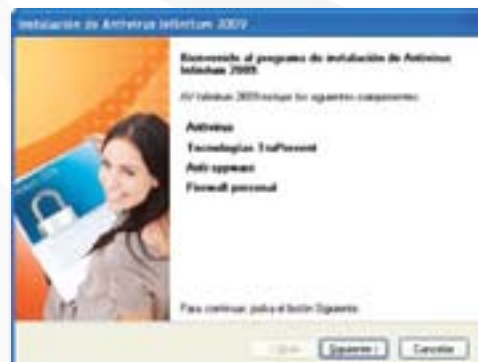 Instalación de Antivirus Infinitum 2009
Bienvenido al programa de instalación de Antivirus
Infinitum 2009.
AV Infinitum 2009 incluye los siguientes componentes:
Antivirus
Tecnologías TruPrevent
Anti-spyware
Firewall personal
Para continuar, pulsa el botón Siguiente.
Siguiente >
Cancelar